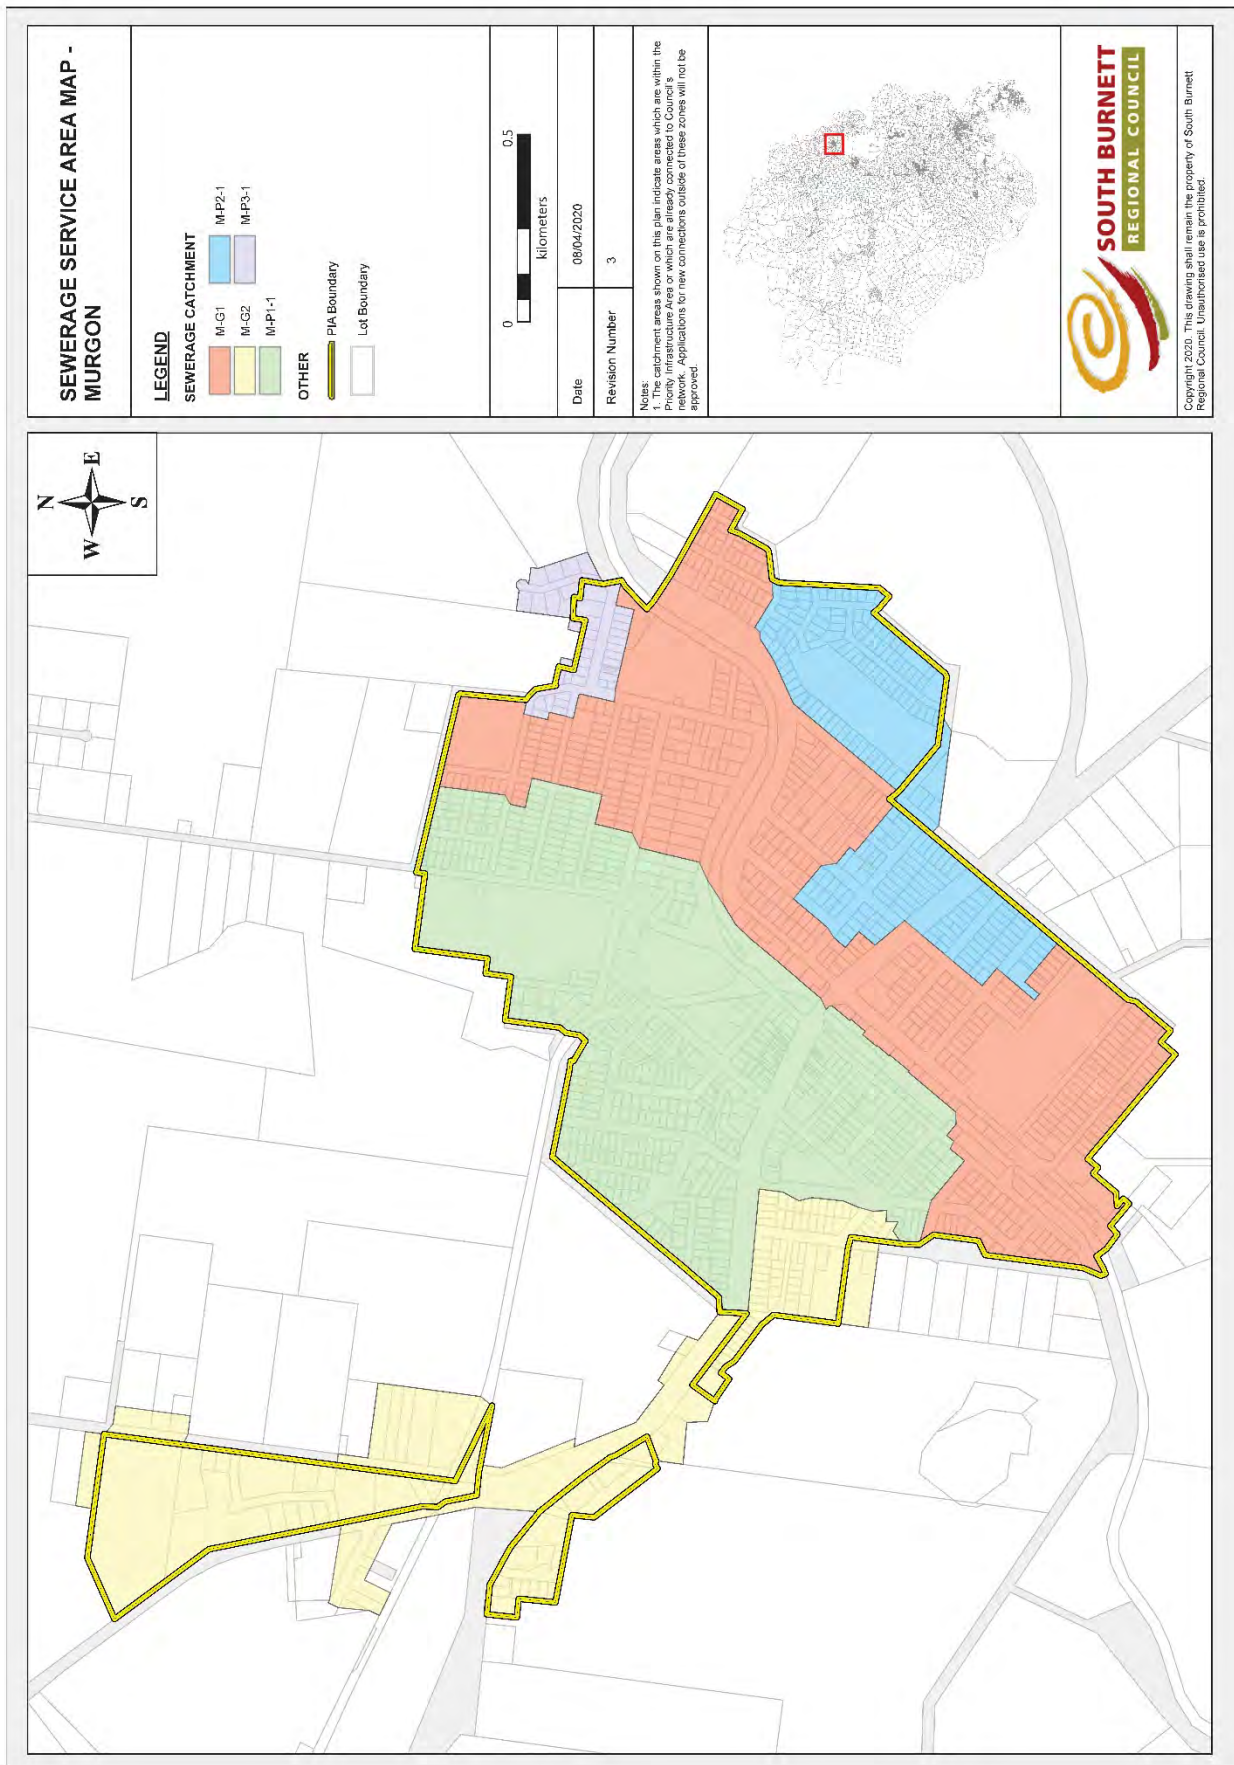 SEWERAGE SERVICE AREA MAP -
MURGON
LEGEND
SEWERAGE CATCHMENT
M-G1
M-G2
M-P1-1
M-P2-1
M-P3-1
OTHER
PIA Boundary
Lot Boundary
0 0.5
kilometers
Date 08/04/2020
Revision Number 3
Notes:
1. The catchment areas shown on this plan indicate areas which are within the
Priority Infrastructure Area or which are already connected to Council's
network. Applications for new connections outside of these zones will not be
approved.
SOUTH BURNETT
REGIONAL COUNCIL
Copyright 2020. This drawing shall remain the property of South Burnett
Regional Council. Unauthorised use is prohibited.
N
W E
S